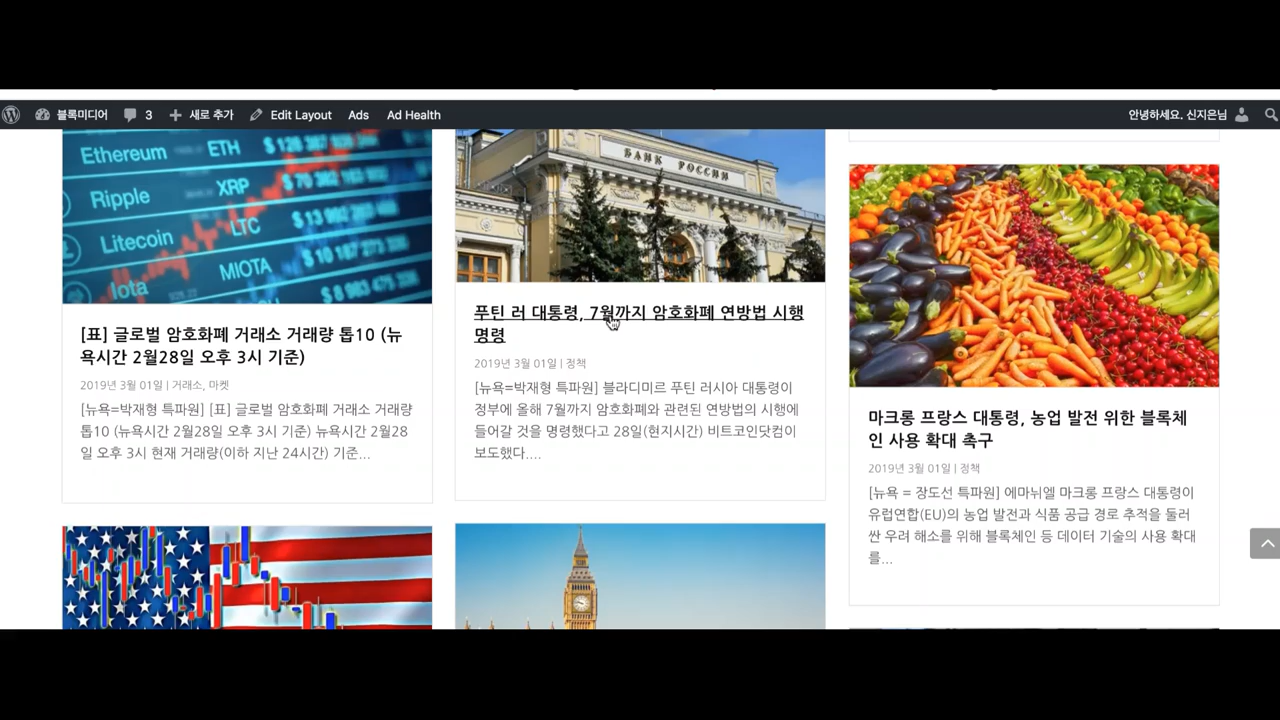 블록미디어 3 새로 추가 Edit Layout Ads Ad Health 안녕하세요. 신지은님
Ethereum ETH
Ripple XRP
Litecoin LTC
Iota MIOTA
[표] 글로벌 암호화폐 거래소 거래량 톱10 (뉴
욕시간 2월28일 오후 3시 기준)
2019년 3월 01일 | 거래소, 마켓
[뉴욕=박재형 특파원] [표] 글로벌 암호화폐 거래소 거래량
톱10 (뉴욕시간 2월28일 오후 3시 기준) 뉴욕시간 2월28
일 오후 3시 현재 거래량(이하 지난 24시간) 기준...
БАНК РОССИИ
푸틴 러 대통령, 7월까지 암호화폐 연방법 시행
명령
2019년 3월 01일 | 정책
[뉴욕=박재형 특파원] 블라디미르 푸틴 러시아 대통령이
정부에 올해 7월까지 암호화폐와 관련된 연방법의 시행에
들어갈 것을 명령했다고 28일(현지시간) 비트코인닷컴이
보도했다....
마크롱 프랑스 대통령, 농업 발전 위한 블록체
인 사용 확대 촉구
2019년 3월 01일 | 정책
[뉴욕 = 장도선 특파원] 에마뉘엘 마크롱 프랑스 대통령이
유럽연합(EU)의 농업 발전과 식품 공급 경로 추적을 둘러
싼 우려 해소를 위해 블록체인 등 데이터 기술의 사용 확대
를...